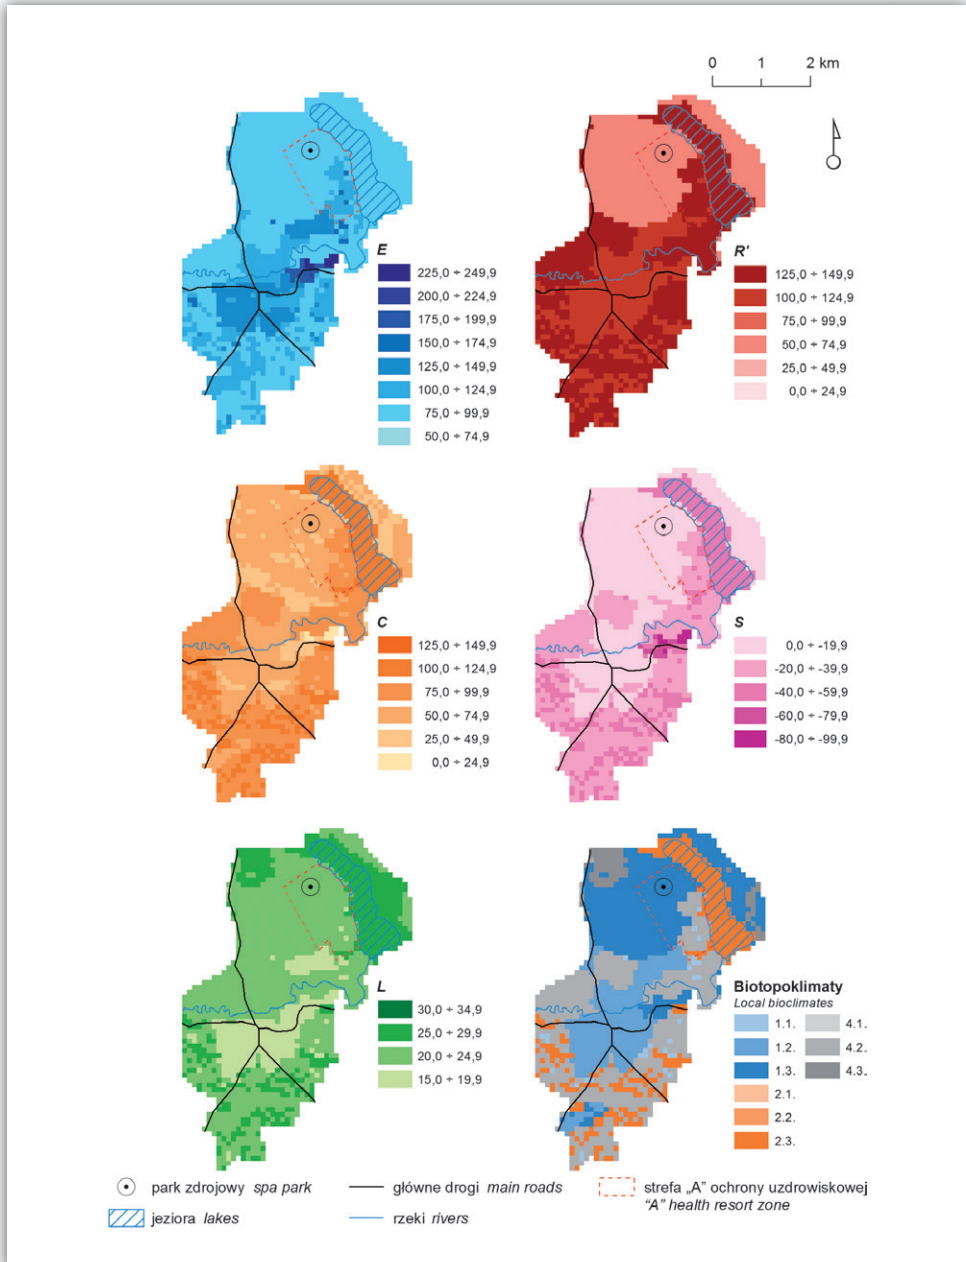 0 1 2 km
E
225,0 ÷ 249,9
200,0 ÷ 224,9
175,0 ÷ 199,9
150,0 ÷ 174,9
125,0 ÷ 149,9
100,0 ÷ 124,9
75,0 ÷ 99,9
50,0 ÷ 74,9
R'
125,0 ÷ 149,9
100,0 ÷ 124,9
75,0 ÷ 99,9
50,0 ÷ 74,9
25,0 ÷ 49,9
0,0 ÷ 24,9
C
125,0 ÷ 149,9
100,0 ÷ 124,9
75,0 ÷ 99,9
50,0 ÷ 74,9
25,0 ÷ 49,9
0,0 ÷ 24,9
S
0,0 ÷ -19,9
-20,0 ÷ -39,9
-40,0 ÷ -59,9
-60,0 ÷ -79,9
-80,0 ÷ -99,9
L
30,0 ÷ 34,9
25,0 ÷ 29,9
20,0 ÷ 24,9
15,0 ÷ 19,9
Biotopoklimaty
Local bioclimates
1.1. 4.1.
1.2. 4.2.
1.3. 4.3.
2.1.
2.2.
2.3.
park zdrojowy spa park
główne drogi main roads
strefa „A” ochrony uzdrowiskowej
“A” health resort zone
jeziora lakes
rzeki rivers